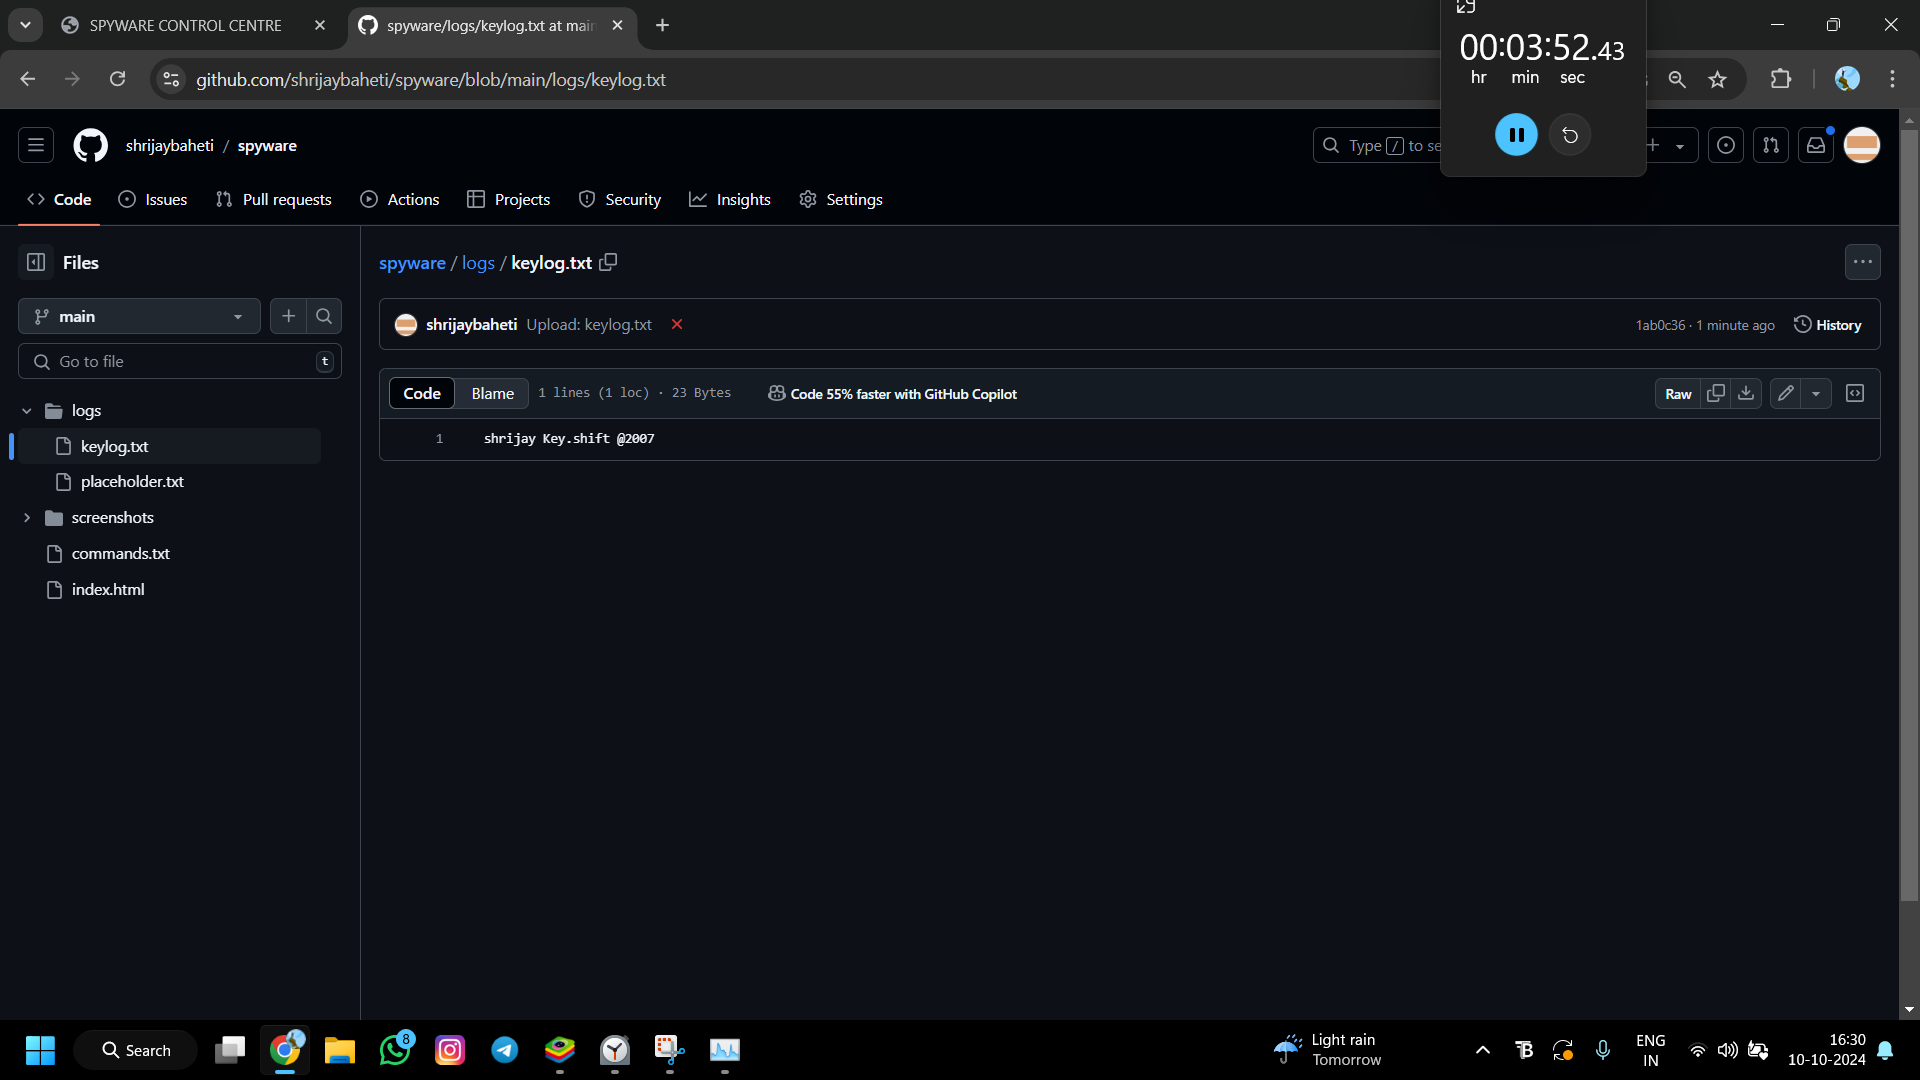 SPYWARE CONTROL CENTRE
spyware/logs/keylog.txt at main
00:03:52.43
hr min sec
github.com/shrijaybaheti/spyware/blob/main/logs/keylog.txt
shrijaybaheti / spyware
Type / to se
Code Issues Pull requests Actions Projects Security Insights Settings
Files
spyware / logs / keylog.txt
main
shrijaybaheti Upload: keylog.txt
1ab0c36 · 1 minute ago History
Go to file t
Code Blame 1 lines (1 loc) · 23 Bytes Code 55% faster with GitHub Copilot Raw
logs
1 shrijay Key.shift @2007
keylog.txt
placeholder.txt
screenshots
commands.txt
index.html
Search
8
Light rain
Tomorrow
ENG
IN
16:30
10-10-2024